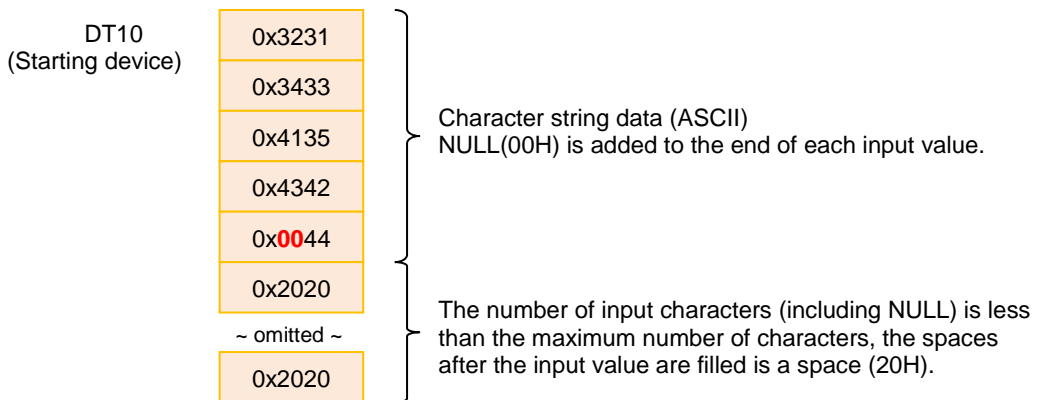 DT10
(Starting device)
0x3231
0x3433
0x4135
0x4342
0x0044
0x2020
~ omitted ~
0x2020
Character string data (ASCII)
NULL(00H) is added to the end of each input value.
The number of input characters (including NULL) is less
than the maximum number of characters, the spaces
after the input value are filled is a space (20H).